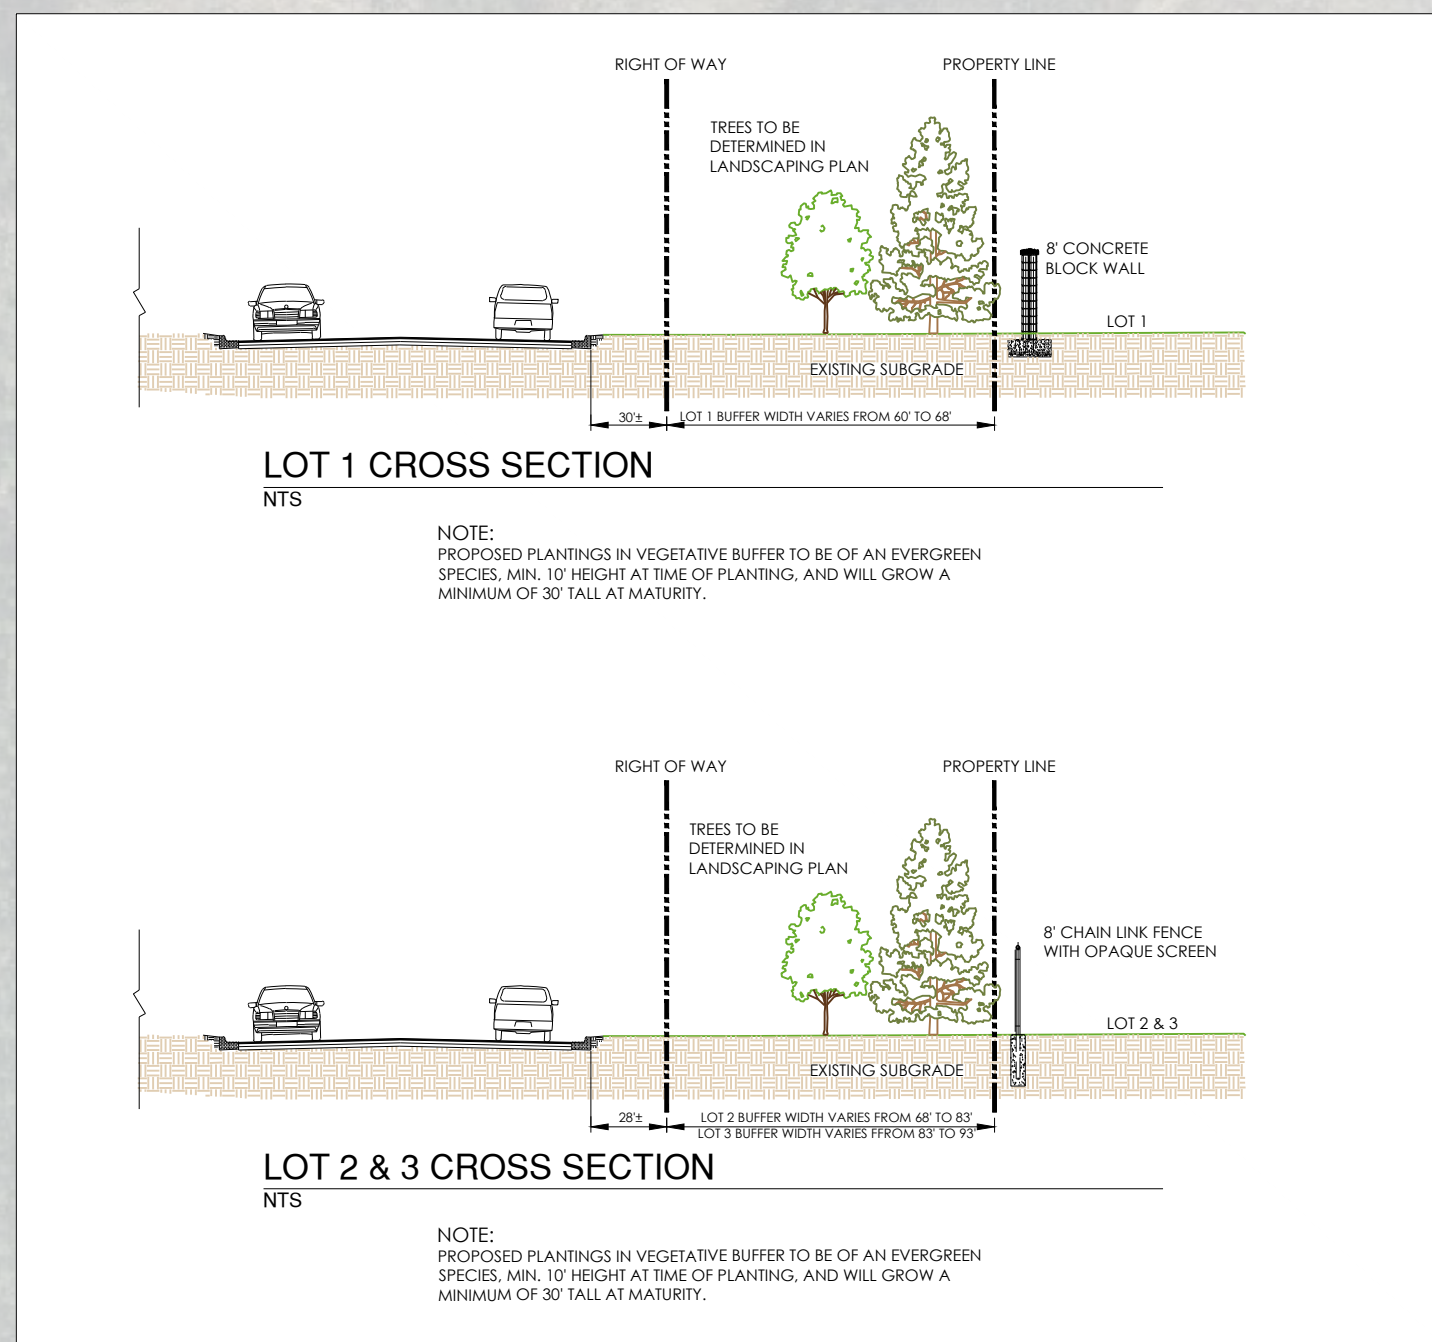 RIGHT OF WAY
PROPERTY LINE
TREES TO BE
DETERMINED IN
LANDSCAPING PLAN
8' CONCRETE
BLOCK WALL
LOT 1
EXISTING SUBGRADE
30'±
LOT 1 BUFFER WIDTH VARIES FROM 60' TO 68'
LOT 1 CROSS SECTION
NTS
NOTE:
PROPOSED PLANTINGS IN VEGETATIVE BUFFER TO BE OF AN EVERGREEN
SPECIES, MIN. 10' HEIGHT AT TIME OF PLANTING, AND WILL GROW A
MINIMUM OF 30' TALL AT MATURITY.
RIGHT OF WAY
PROPERTY LINE
TREES TO BE
DETERMINED IN
LANDSCAPING PLAN
8' CHAIN LINK FENCE
WITH OPAQUE SCREEN
LOT 2 & 3
EXISTING SUBGRADE
28'±
LOT 2 BUFFER WIDTH VARIES FROM 68' TO 83'
LOT 3 BUFFER WIDTH VARIES FFROM 83' TO 93'
LOT 2 & 3 CROSS SECTION
NTS
NOTE:
PROPOSED PLANTINGS IN VEGETATIVE BUFFER TO BE OF AN EVERGREEN
SPECIES, MIN. 10' HEIGHT AT TIME OF PLANTING, AND WILL GROW A
MINIMUM OF 30' TALL AT MATURITY.